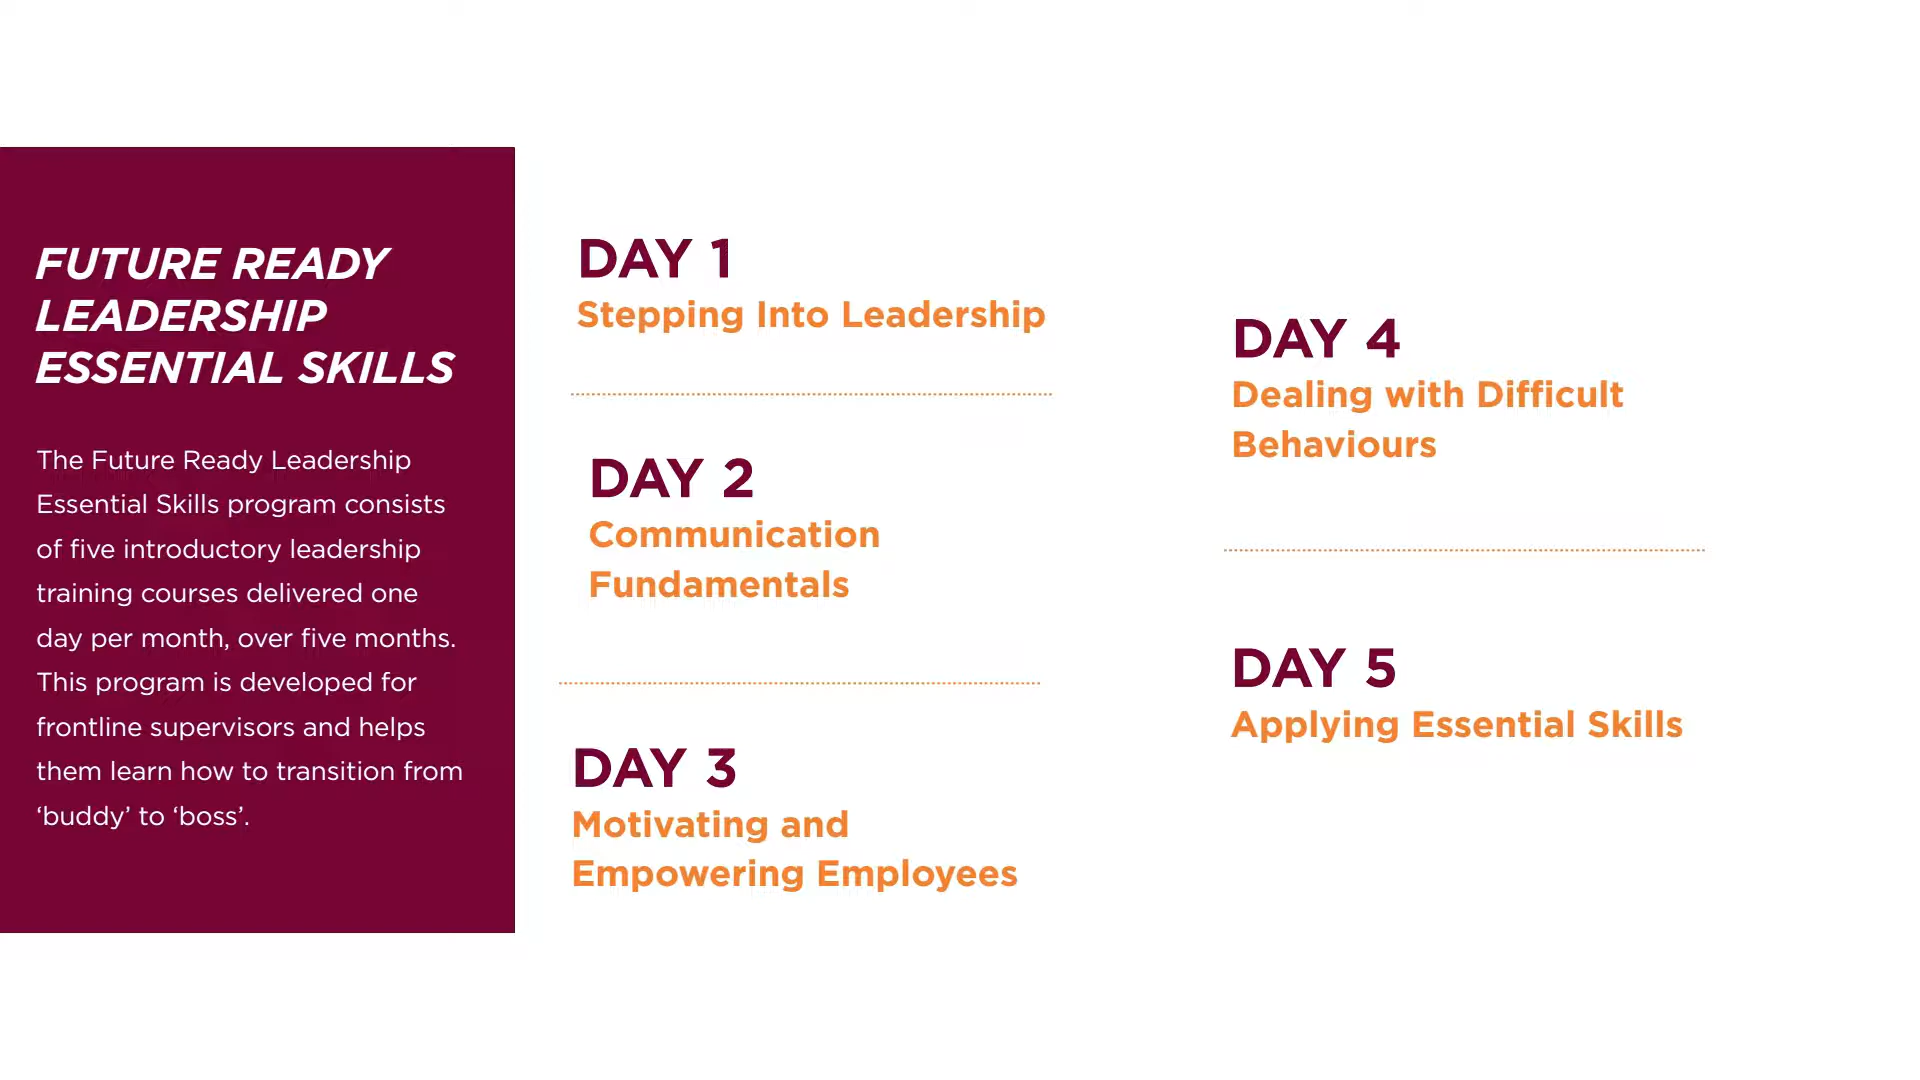 FUTURE READY
LEADERSHIP
ESSENTIAL SKILLS
The Future Ready Leadership
Essential Skills program consists
of five introductory leadership
training courses delivered one
day per month, over five months.
This program is developed for
frontline supervisors and helps
them learn how to transition from
‘buddy’ to ‘boss’.
DAY 1
Stepping Into Leadership
DAY 2
Communication
Fundamentals
DAY 3
Motivating and
Empowering Employees
DAY 4
Dealing with Difficult
Behaviours
DAY 5
Applying Essential Skills